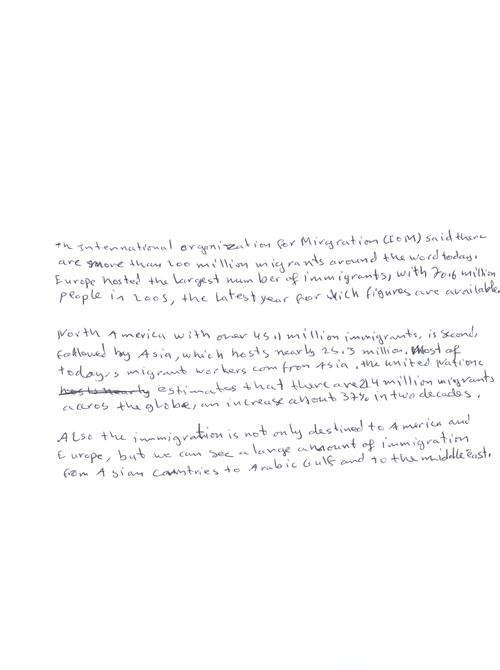 th International organization for Mirgration (IOM) said there
are more than 200 million migrants around the word today.
Europe hosted the largest number of immigrants, with 70.6 million
people in 2005, the latest year for which figures are available.
North America with over 45.1 million immigrants, is second,
followed by Asia, which hosts nearly 25.3 million. Most of
today,s migrant workers com from Asia. the united Nations
hosts nearly estimates that there are 214 million migrants
accros the globe, an increase about 37% in two decades.
Also the immigration is not only destined to America and
Europe, but we can see a large amount of immigration
from Asian countries to Arabic Gulf and to the middle east.